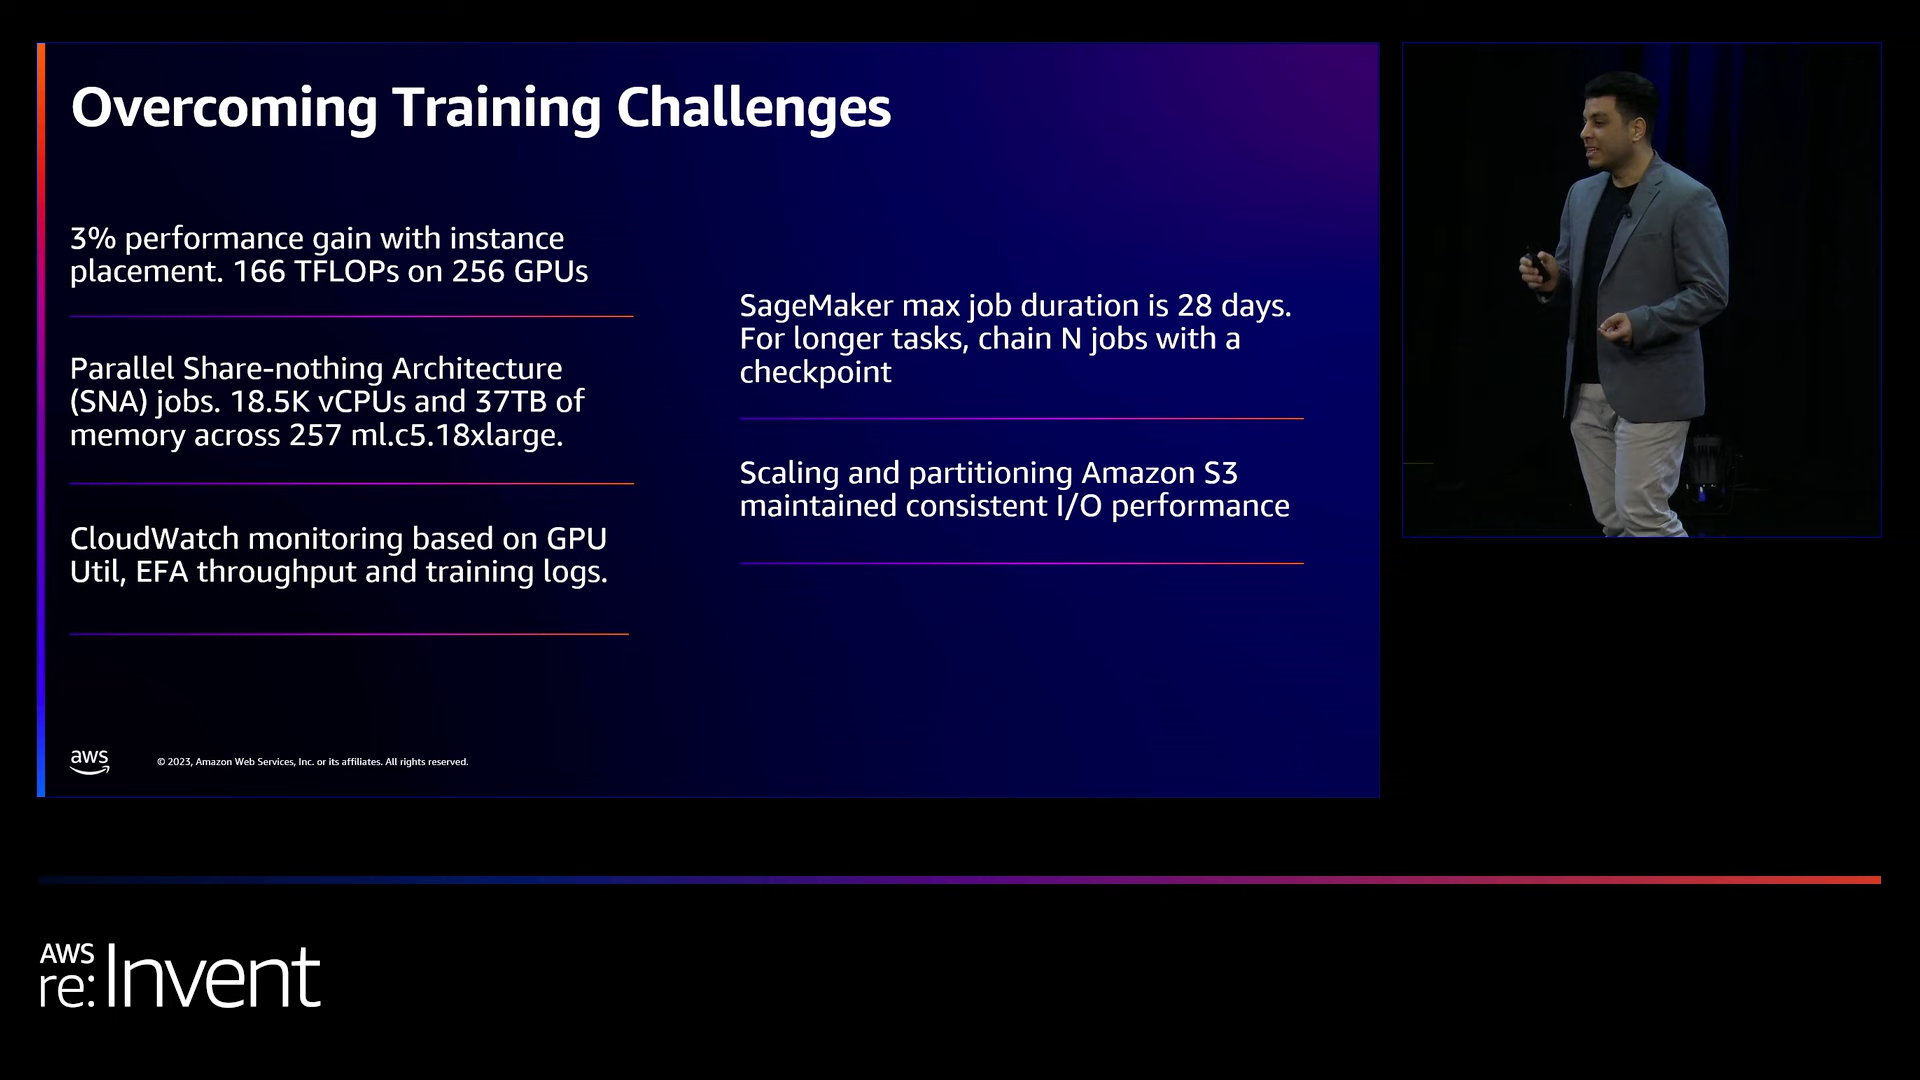 Overcoming Training Challenges
3% performance gain with instance
placement. 166 TFLOPs on 256 GPUs
Parallel Share-nothing Architecture
(SNA) jobs. 18.5K vCPUs and 37TB of
memory across 257 ml.c5.18xlarge.
CloudWatch monitoring based on GPU
Util, EFA throughput and training logs.
SageMaker max job duration is 28 days.
For longer tasks, chain N jobs with a
checkpoint
Scaling and partitioning Amazon S3
maintained consistent I/O performance
aws
© 2023, Amazon Web Services, Inc. or its affiliates. All rights reserved.
AWS
re:Invent